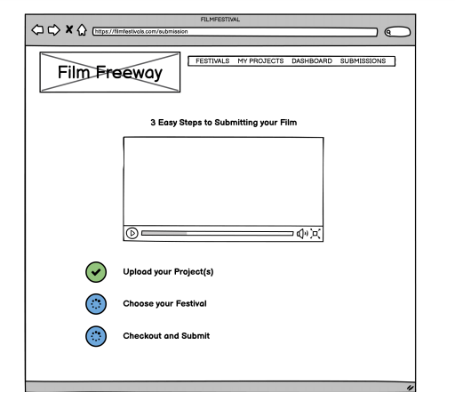 FILMFESTIVAL
https://filmfestivals.com/submission
Film Freeway
FESTIVALS MY PROJECTS DASHBOARD SUBMISSIONS
3 Easy Steps to Submitting your Film
Upload your Project(s)
Choose your Festival
Checkout and Submit